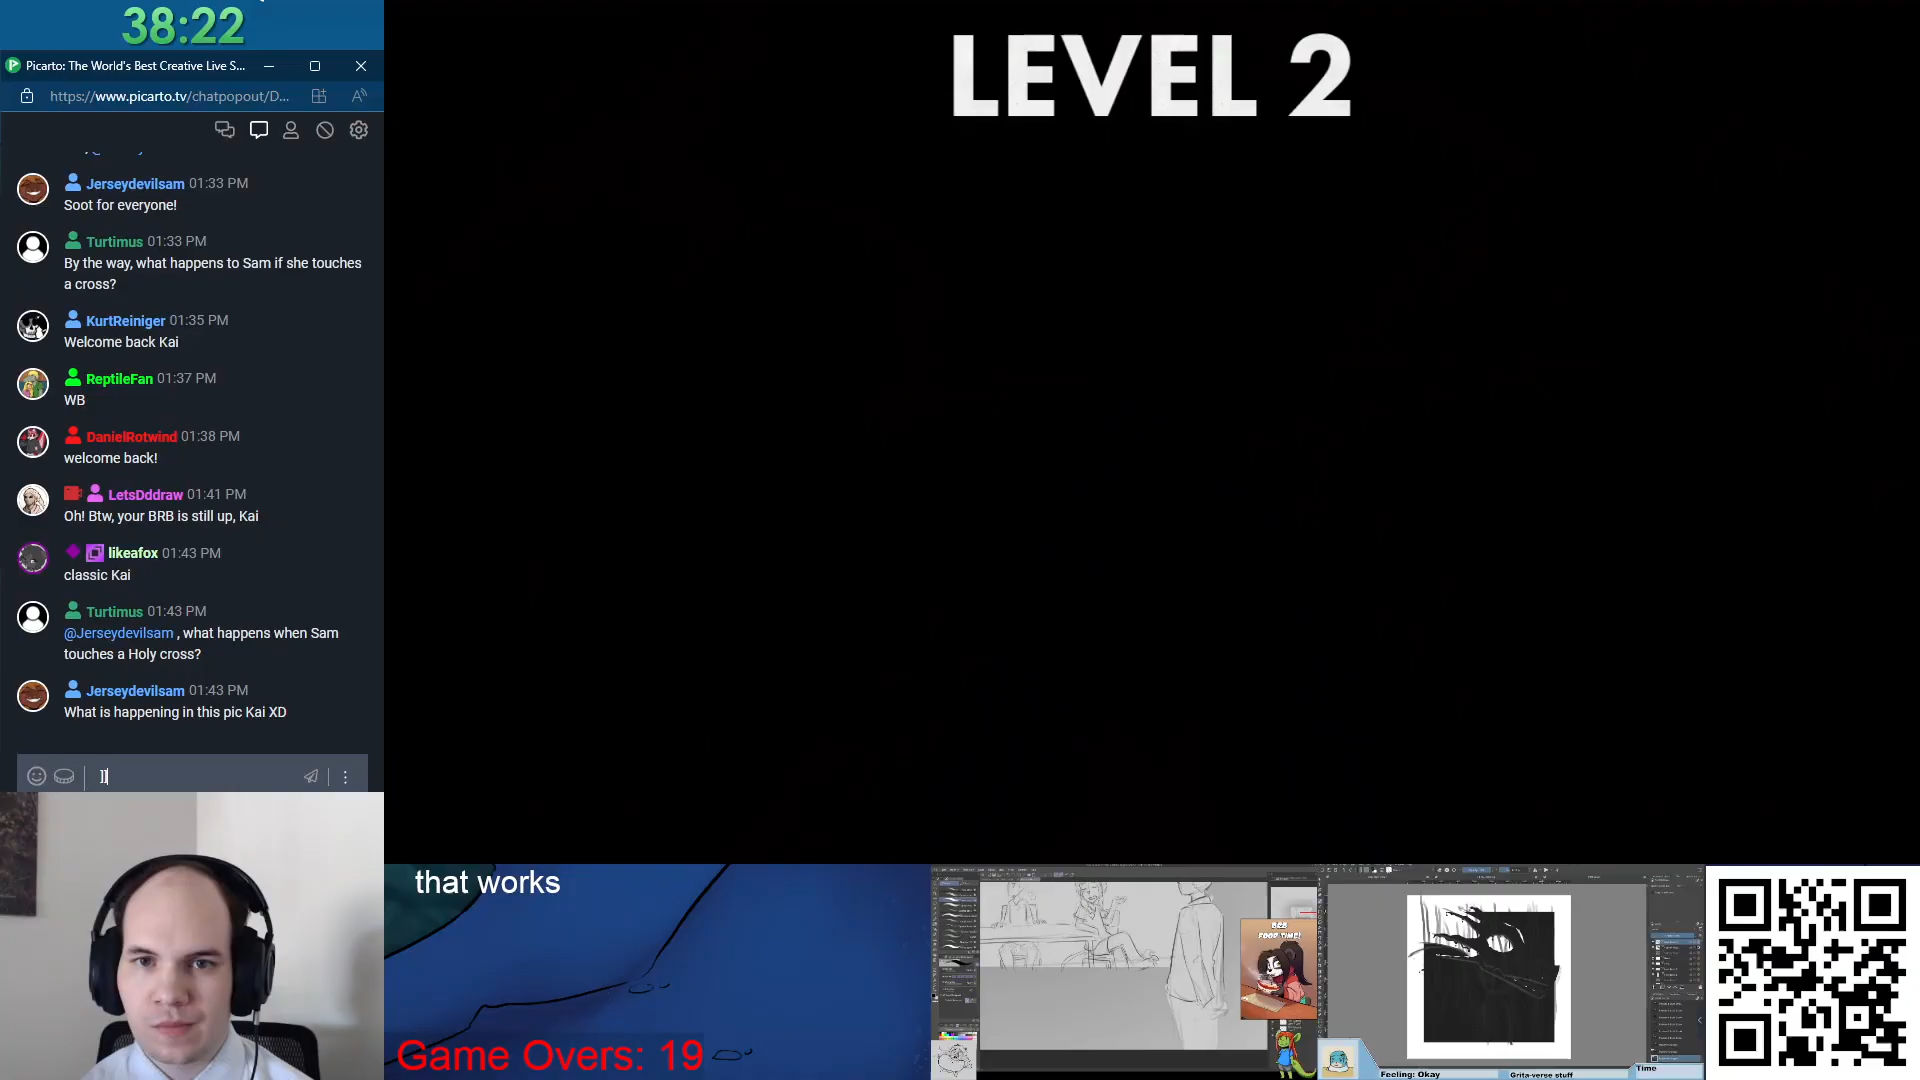 38:22
Picarto: The World's Best Creative Live S...
https://www.picarto.tv/chatpopout/D...
Jerseydevilsam 01:33 PM
Soot for everyone!
Turtimus 01:33 PM
By the way, what happens to Sam if she touches
a cross?
KurtReiniger 01:35 PM
Welcome back Kai
ReptileFan 01:37 PM
WB
DanielRotwind 01:38 PM
welcome back!
LetsDddraw 01:41 PM
Oh! Btw, your BRB is still up, Kai
likeafox 01:43 PM
classic Kai
Turtimus 01:43 PM
@Jerseydevilsam , what happens when Sam
touches a Holy cross?
Jerseydevilsam 01:43 PM
What is happening in this pic Kai XD
]]
LEVEL 2
that works
Game Overs: 19
BRB
FOOD TIME!
Feeling: Okay
Grita-verse stuff
Time